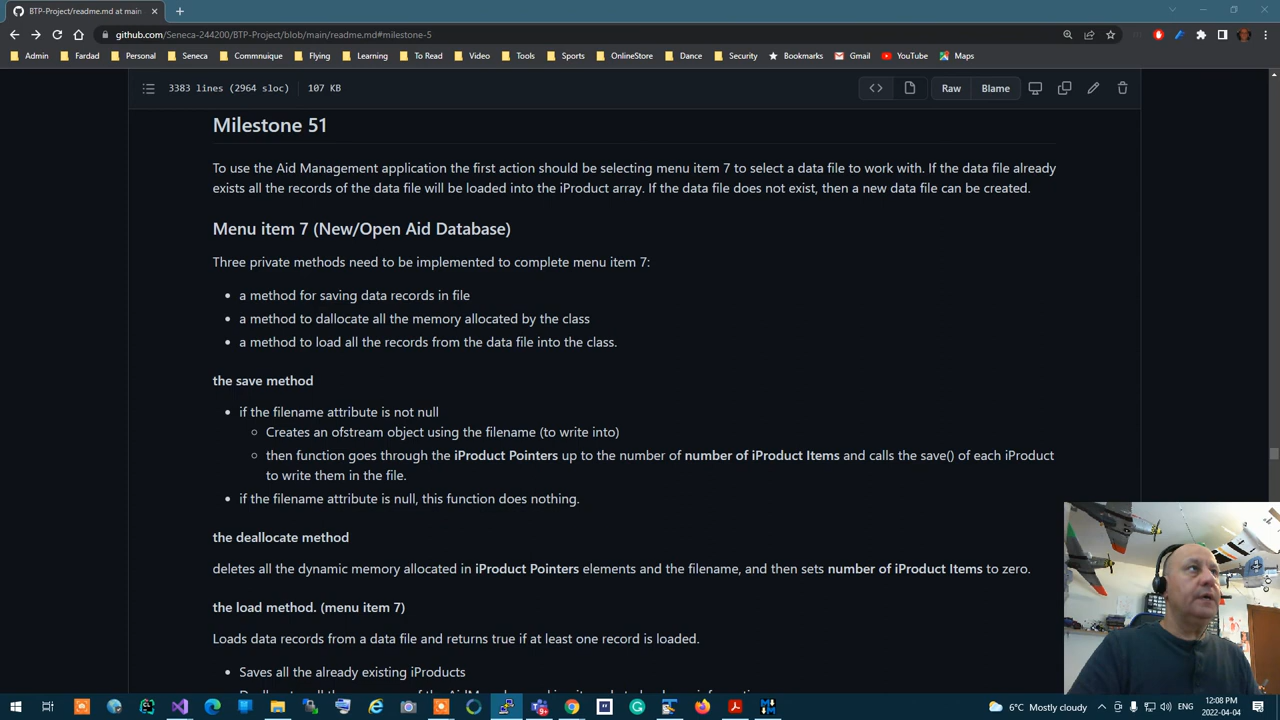 BTP-Project/readme.md at main
github.com/Seneca-244200/BTP-Project/blob/main/readme.md#milestone-5
Admin Fardad Personal Seneca Commnuique Flying Learning To Read Video Tools Sports OnlineStore Dance Security Bookmarks Gmail YouTube Maps
3383 lines (2964 sloc) 107 KB Raw Blame
Milestone 51
To use the Aid Management application the first action should be selecting menu item 7 to select a data file to work with. If the data file already
exists all the records of the data file will be loaded into the iProduct array. If the data file does not exist, then a new data file can be created.
Menu item 7 (New/Open Aid Database)
Three private methods need to be implemented to complete menu item 7:
• a method for saving data records in file
• a method to dallocate all the memory allocated by the class
• a method to load all the records from the data file into the class.
the save method
• if the filename attribute is not null
○ Creates an ofstream object using the filename (to write into)
○ then function goes through the iProduct Pointers up to the number of number of iProduct Items and calls the save() of each iProduct
to write them in the file.
• if the filename attribute is null, this function does nothing.
the deallocate method
deletes all the dynamic memory allocated in iProduct Pointers elements and the filename, and then sets number of iProduct Items to zero.
the load method. (menu item 7)
Loads data records from a data file and returns true if at least one record is loaded.
• Saves all the already existing iProducts
6°C Mostly cloudy ENG 12:08 PM
2022-04-04